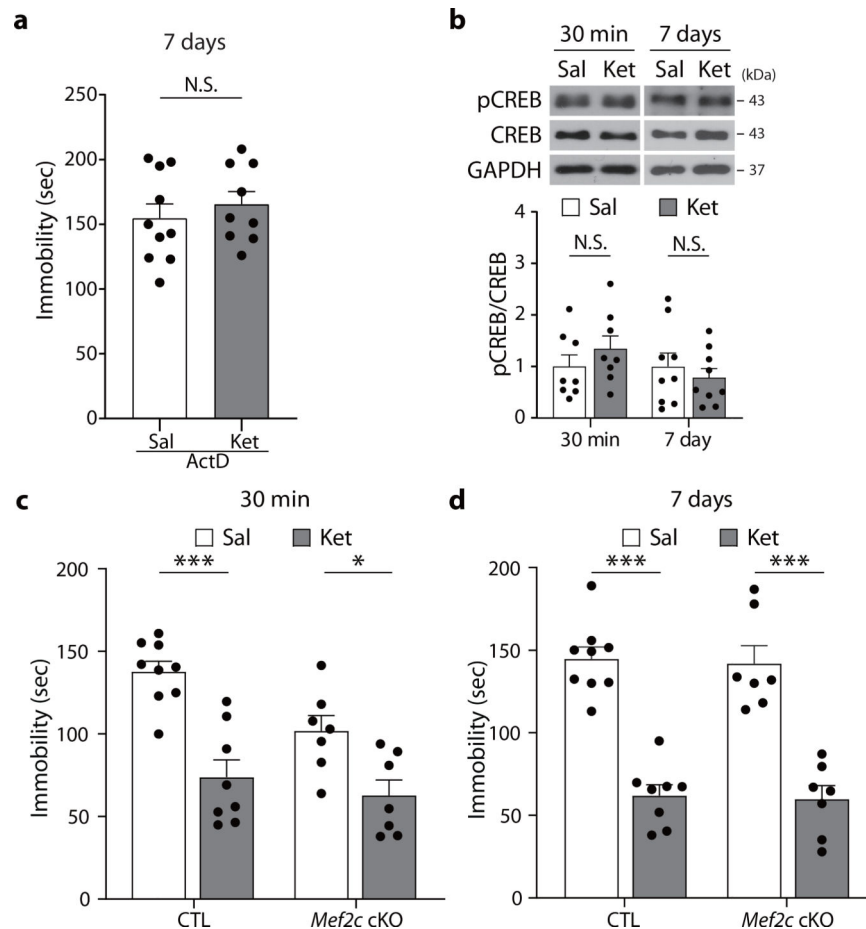 a
7 days
N.S.
250
200
150
100
50
0
Immobility (sec)
Sal Ket
ActD
b
30 min 7 days
Sal Ket Sal Ket (kDa)
pCREB – 43
CREB – 43
GAPDH – 37
Sal Ket
4
3
2
1
0
pCREB/CREB
N.S. N.S.
30 min 7 day
c
30 min
Sal Ket
*** *
200
150
100
50
0
Immobility (sec)
CTL Mef2c cKO
d
7 days
Sal Ket
*** ***
200
150
100
50
0
Immobility (sec)
CTL Mef2c cKO